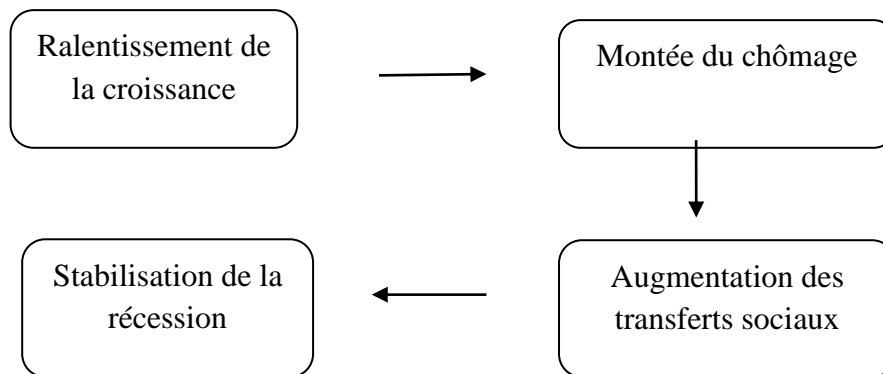 Ralentissement de
la croissance
Montée du chômage
Augmentation des
transferts sociaux
Stabilisation de la
récession